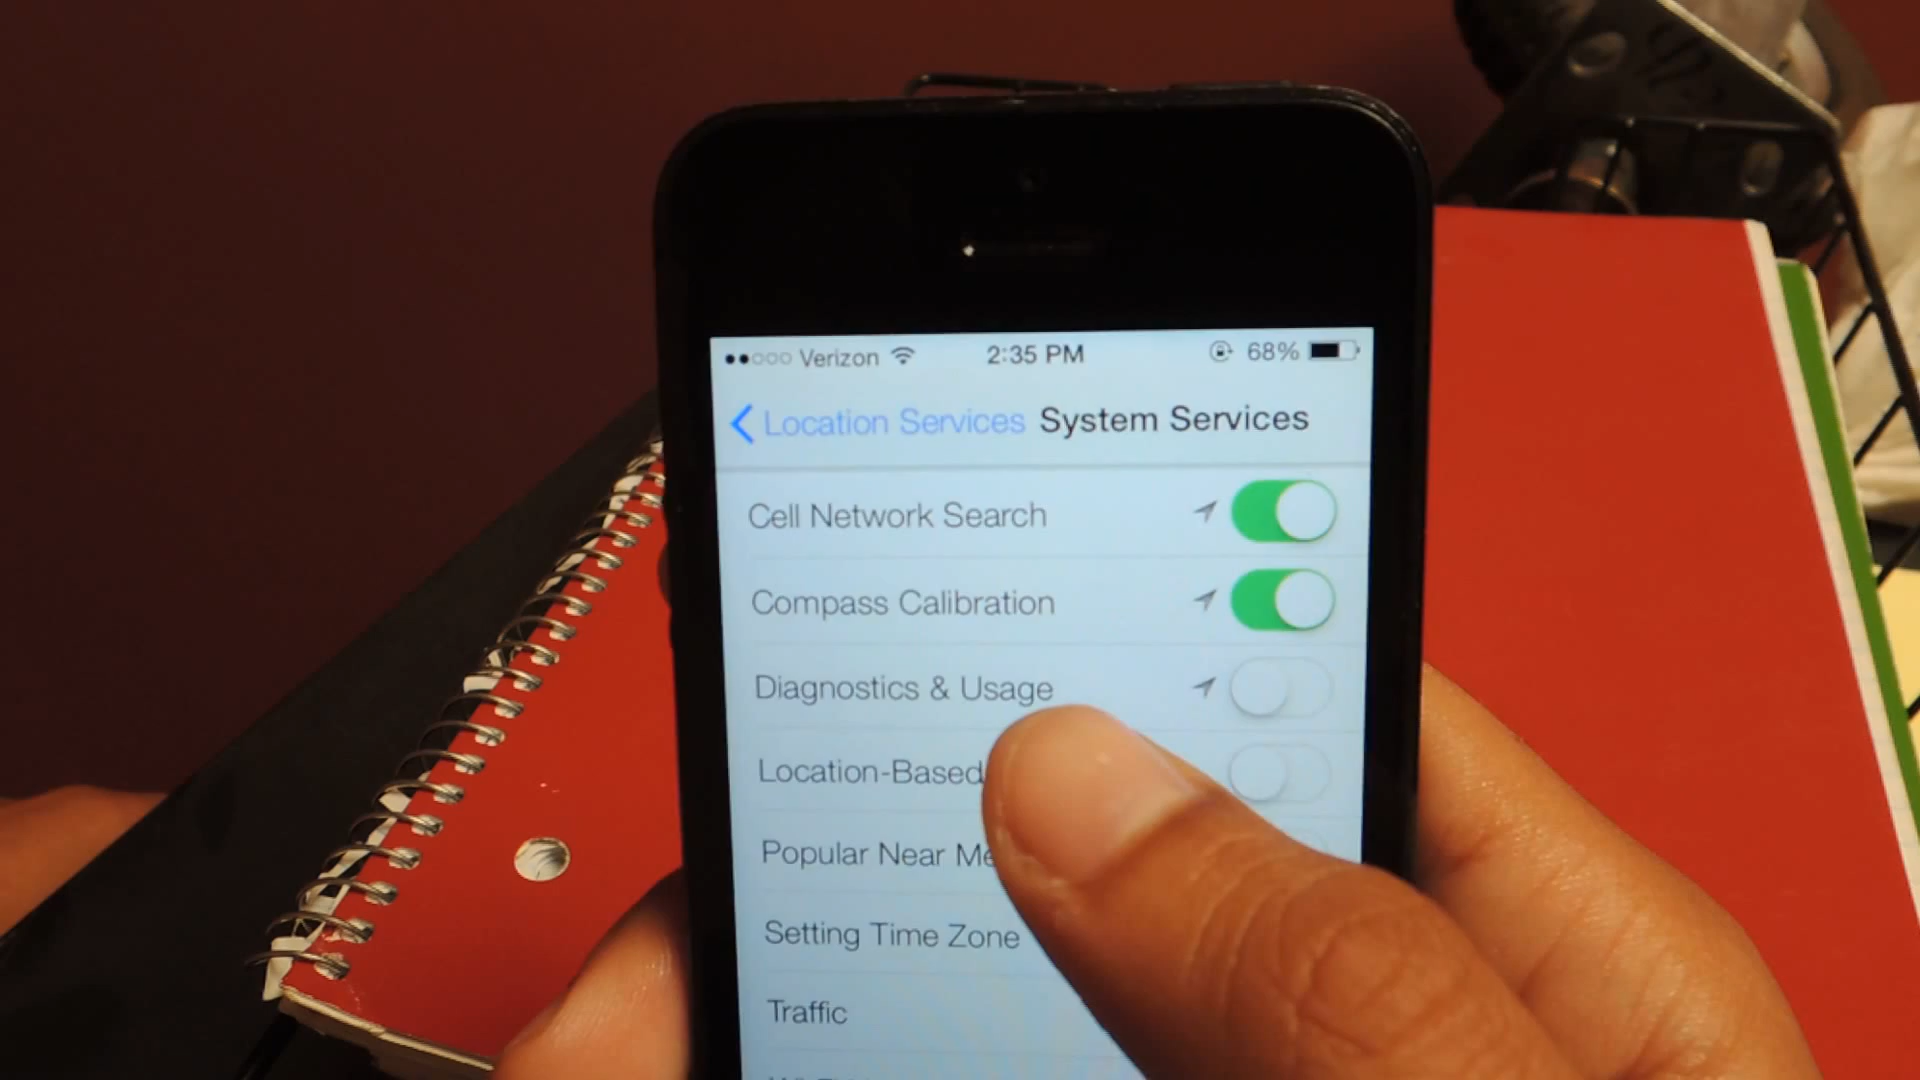 Verizon 2:35 PM 68%
Location Services System Services
Cell Network Search
Compass Calibration
Diagnostics & Usage
Location-Based
Popular Near Me
Setting Time Zone
Traffic